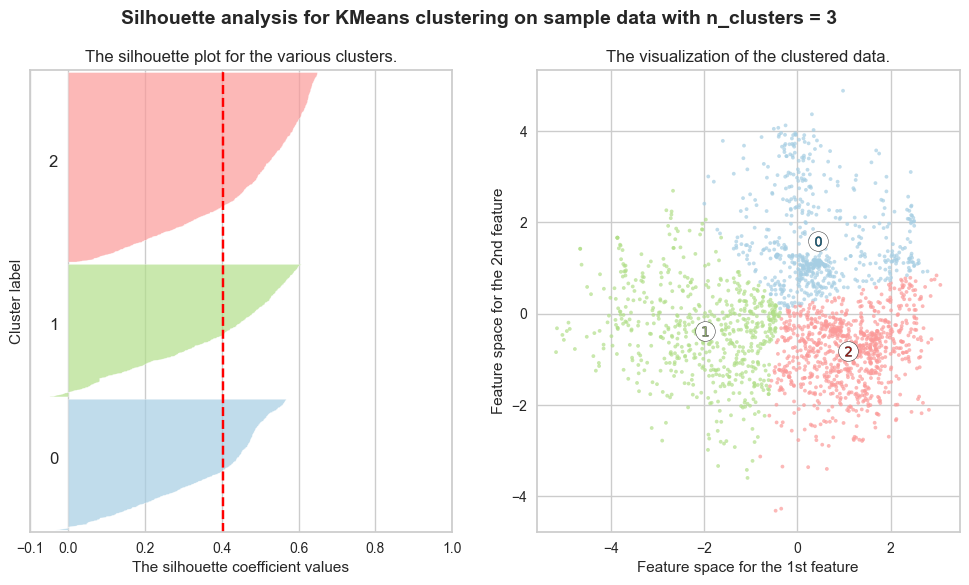 Silhouette analysis for KMeans clustering on sample data with n_clusters = 3
The silhouette plot for the various clusters.
Cluster label
2
1
0
-0.1 0.0 0.2 0.4 0.6 0.8 1.0
The silhouette coefficient values
The visualization of the clustered data.
Feature space for the 2nd feature
4
2
0
−2
−4
0
1
2
−4 −2 0 2
Feature space for the 1st feature